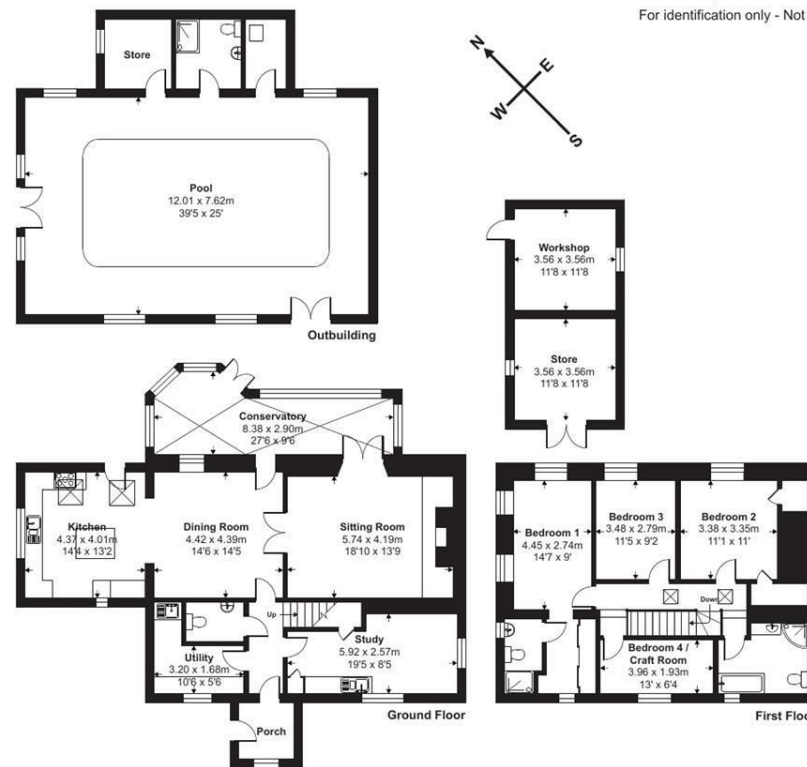 For identification only - Not
Store
N
E
W
S
Pool
12.01 x 7.62m
39'5 x 25'
Outbuilding
Workshop
3.56 x 3.56m
11'8 x 11'8
Store
3.56 x 3.56m
11'8 x 11'8
Conservatory
8.38 x 2.90m
27'6 x 9'6
Kitchen
4.37 x 4.01m
14'4 x 13'2
Dining Room
4.42 x 4.39m
14'6 x 14'5
Sitting Room
5.74 x 4.19m
18'10 x 13'9
Up
Utility
3.20 x 1.68m
10'6 x 5'6
Study
5.92 x 2.57m
19'5 x 8'5
Porch
Ground Floor
Bedroom 1
4.45 x 2.74m
14'7 x 9'
Bedroom 3
3.48 x 2.79m
11'5 x 9'2
Bedroom 2
3.38 x 3.35m
11'1 x 11'
Down
Bedroom 4 /
Craft Room
3.96 x 1.93m
13' x 6'4
First Floo